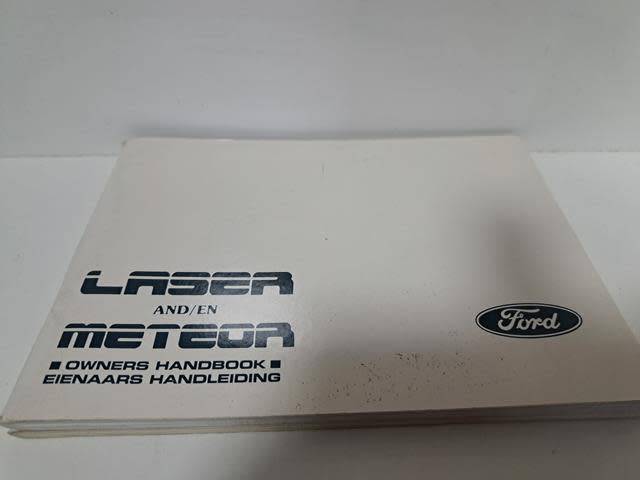 LASER
AND/EN
METEOR
OWNERS HANDBOOK
EIENAARS HANDLEIDING
Ford